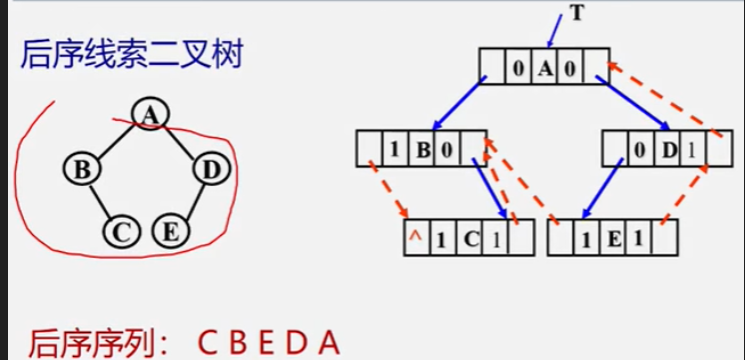 后序线索二叉树
T
0 A 0
A
1 B 0
0 D 1
B
D
C
E
^ 1 C 1
1 E 1
后序序列： C B E D A